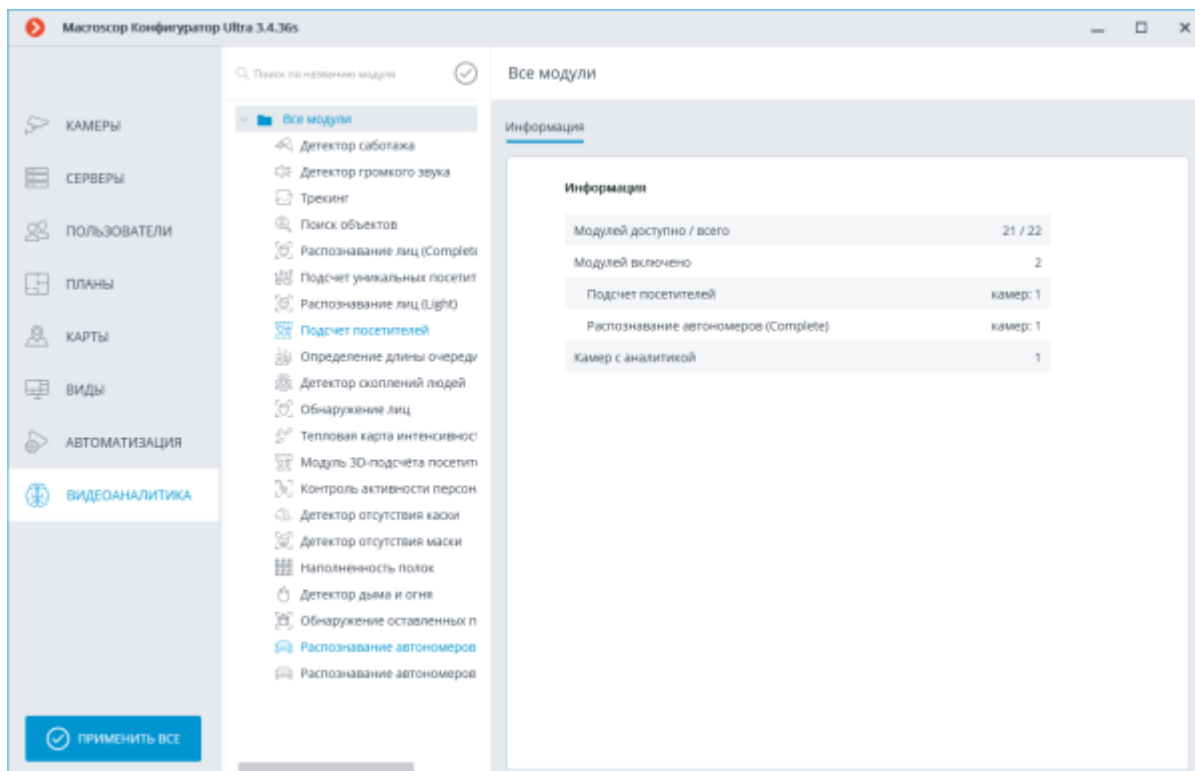 Macroscop Конфигуратор Ultra 3.4.36s
КАМЕРЫ
СЕРВЕРЫ
ПОЛЬЗОВАТЕЛИ
ПЛАНЫ
КАРТЫ
ВИДЫ
АВТОМАТИЗАЦИЯ
ВИДЕОАНАЛИТИКА
ПРИМЕНИТЬ ВСЕ
Поиск по названию модуля
Все модули
Детектор саботажа
Детектор громкого звука
Трекинг
Поиск объектов
Распознавание лиц (Complete
Подсчет уникальных посетит
Распознавание лиц (Light)
Подсчет посетителей
Определение длины очереди
Детектор скоплений людей
Обнаружение лиц
Тепловая карта интенсивност
Модуль 3D-подсчёта посетите
Контроль активности персон
Детектор отсутствия каски
Детектор отсутствия маски
Наполненность полок
Детектор дыма и огня
Обнаружение оставленных п
Распознавание автономеров
Распознавание автономеров
Все модули
Информация
Информация
Модулей доступно / всего 21 / 22
Модулей включено 2
Подсчет посетителей камер: 1
Распознавание автономеров (Complete) камер: 1
Камер с аналитикой 1